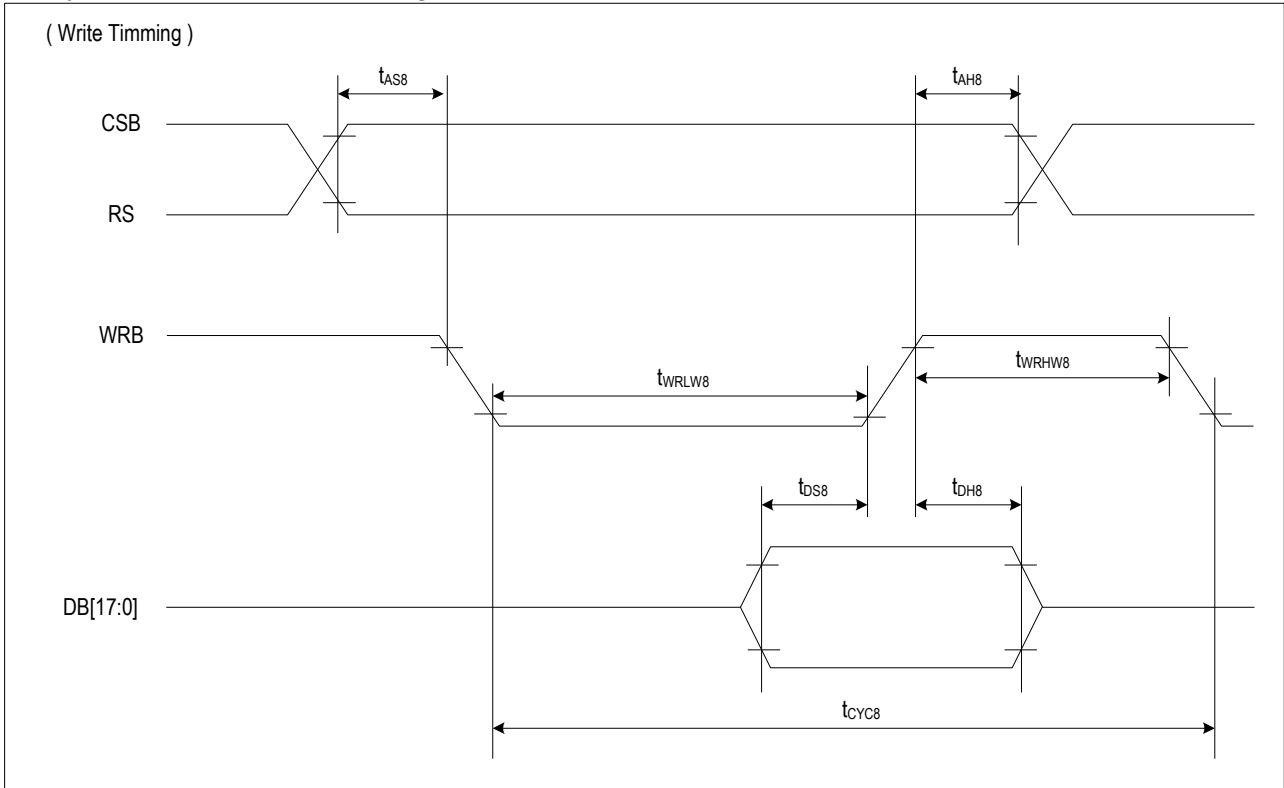 ( Write Timming )
tAS8
tAH8
CSB
RS
WRB
tWRLW8
tWRHW8
tDS8
tDH8
DB[17:0]
tCYC8